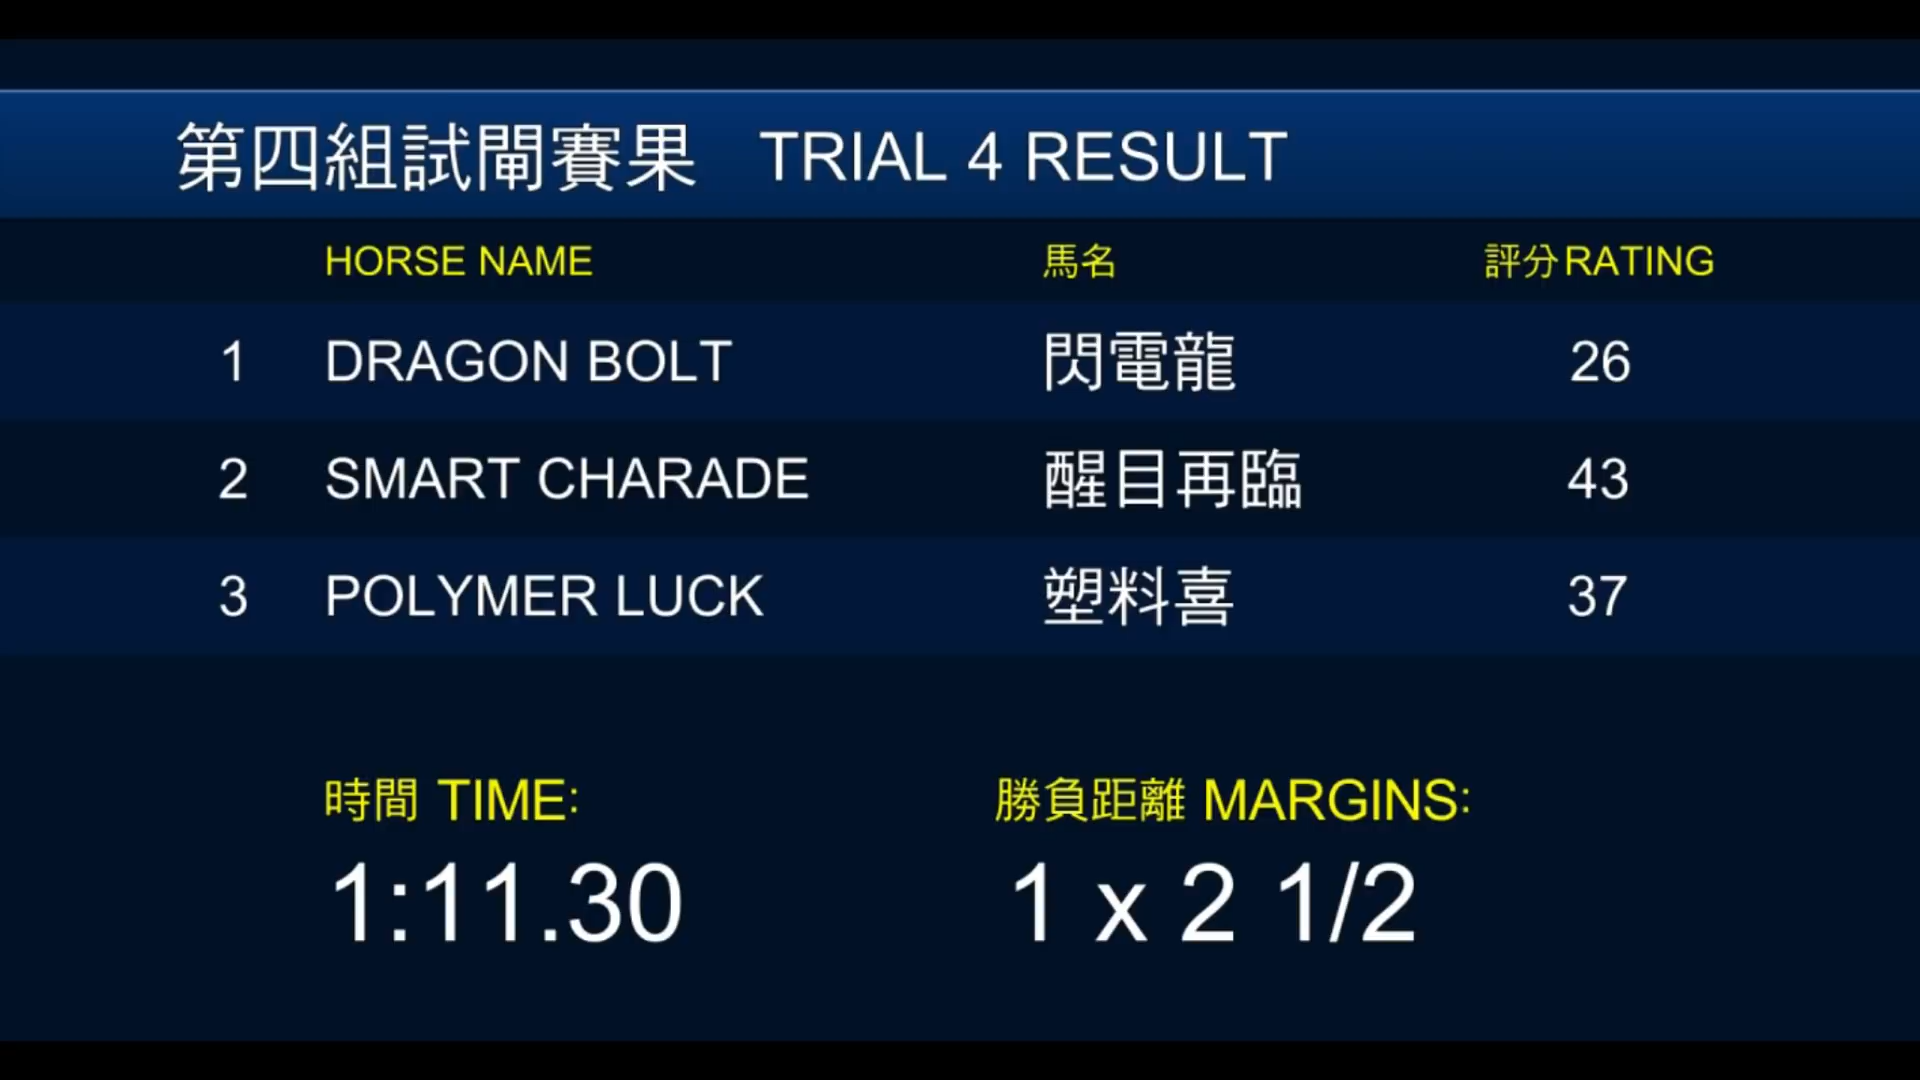 第四組試閘賽果 TRIAL 4 RESULT
HORSE NAME 馬名 評分RATING
1 DRAGON BOLT 閃電龍 26
2 SMART CHARADE 醒目再臨 43
3 POLYMER LUCK 塑料喜 37
時間 TIME: 勝負距離 MARGINS:
1:11.30 1 x 2 1/2